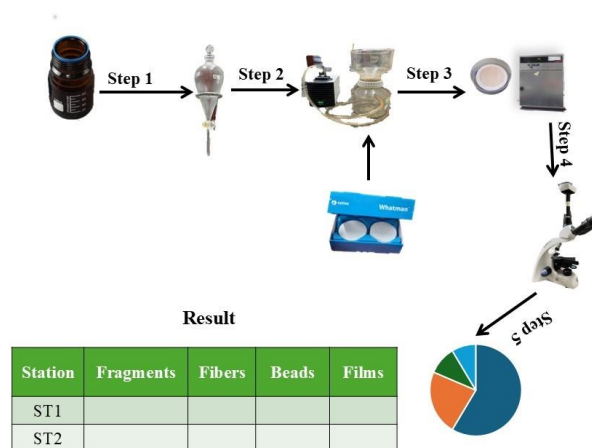 Step 1
Step 2
Step 3
Step 4
Whatman
Step 5
Result
Station Fragments Fibers Beads Films
ST1
ST2